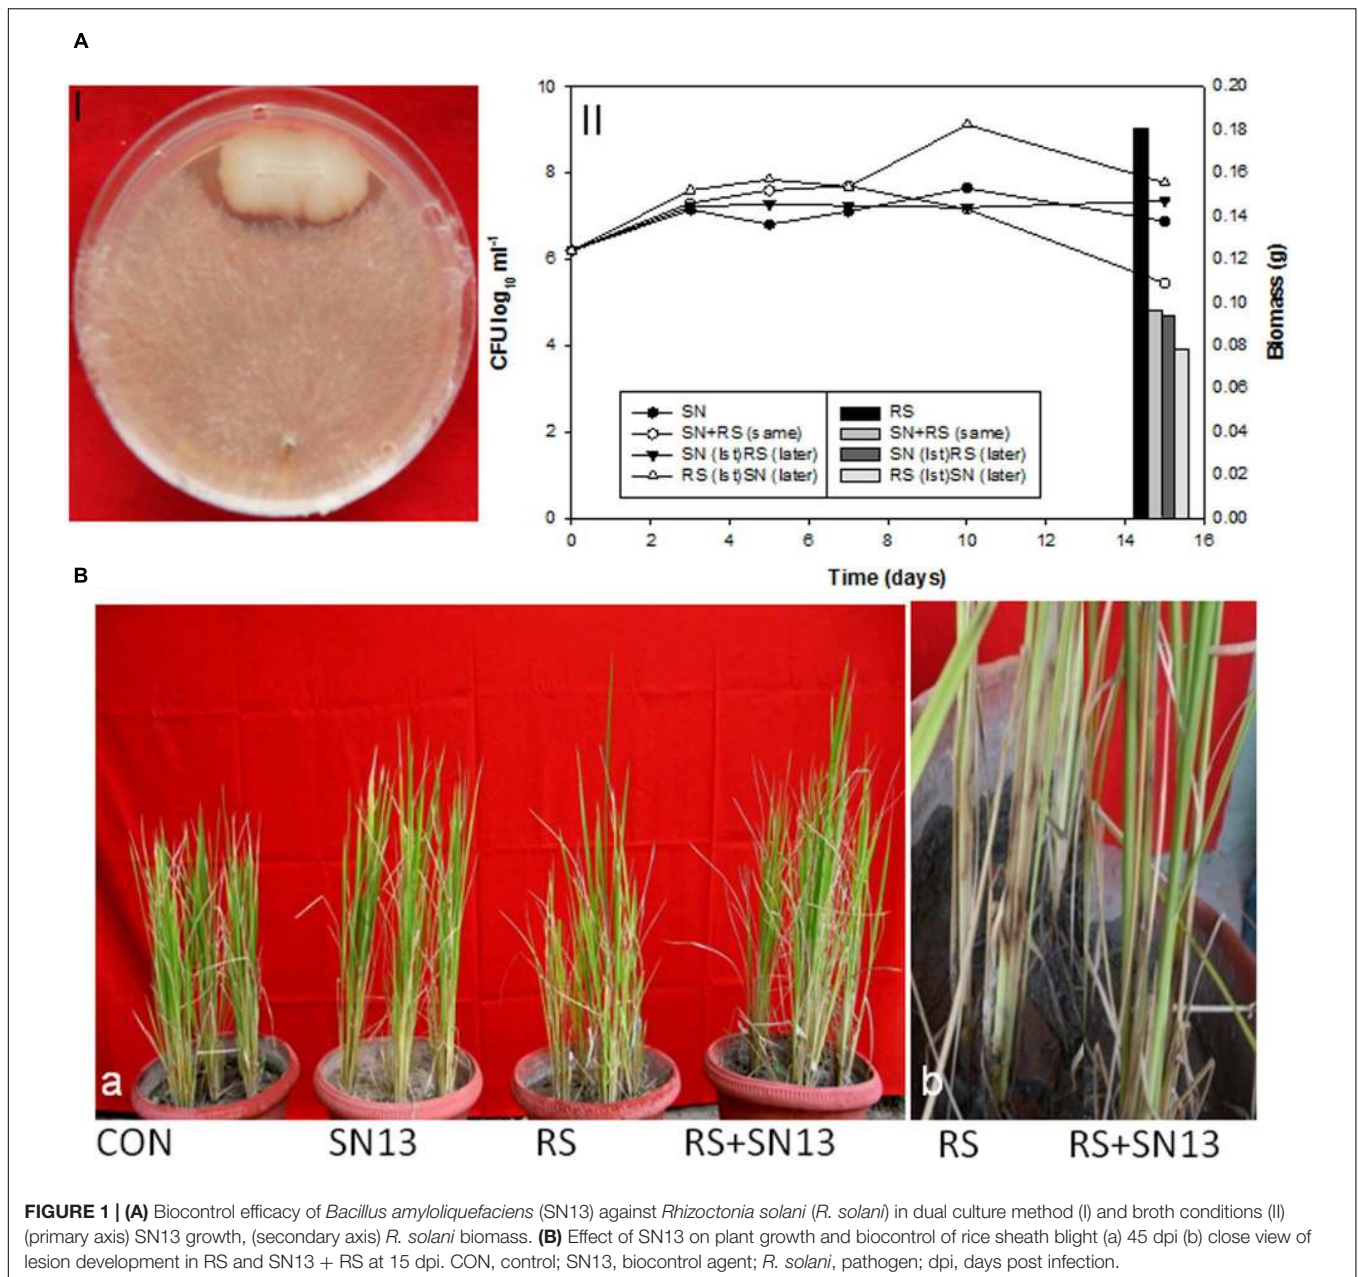 A
I
II
10
8
6
4
2
0
CFU log10 ml-1
0.20
0.18
0.16
0.14
0.12
0.10
0.08
0.06
0.04
0.02
0.00
Biomass (g)
SN
SN+RS (same)
SN (Ist)RS (later)
RS (Ist)SN (later)
RS
SN+RS (same)
SN (Ist)RS (later)
RS (Ist)SN (later)
0 2 4 6 8 10 12 14 16
Time (days)
B
a
b
CON SN13 RS RS+SN13 RS RS+SN13
FIGURE 1 | (A) Biocontrol efficacy of Bacillus amyloliquefaciens (SN13) against Rhizoctonia solani (R. solani) in dual culture method (I) and broth conditions (II)
(primary axis) SN13 growth, (secondary axis) R. solani biomass. (B) Effect of SN13 on plant growth and biocontrol of rice sheath blight (a) 45 dpi (b) close view of
lesion development in RS and SN13 + RS at 15 dpi. CON, control; SN13, biocontrol agent; R. solani, pathogen; dpi, days post infection.